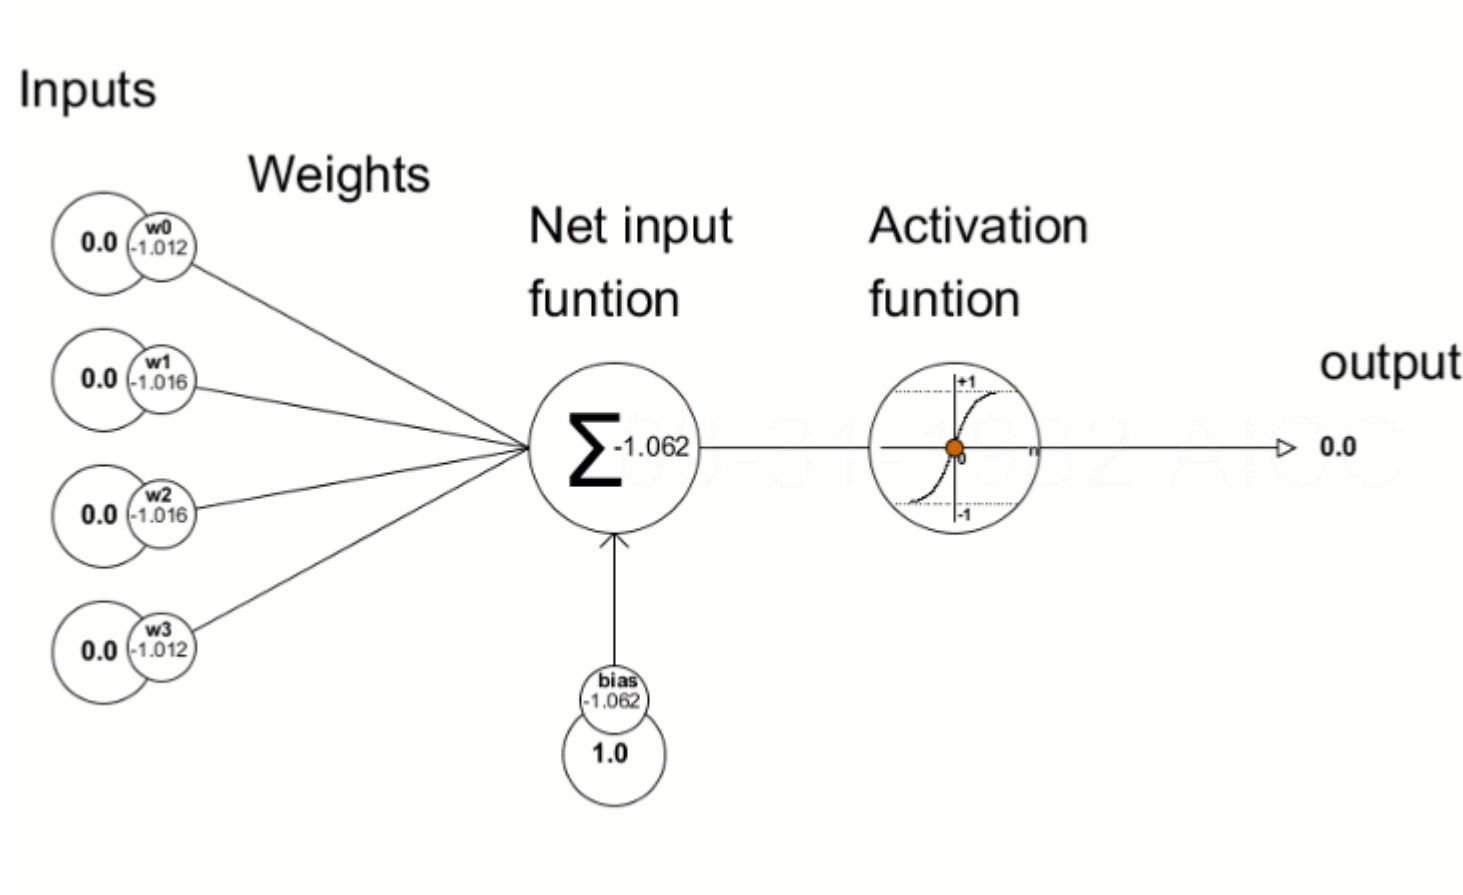 Inputs
Weights
Net input
funtion
Activation
funtion
output
0.0
w0
-1.012
0.0
w1
-1.016
0.0
w2
-1.016
0.0
w3
-1.012
Σ -1.062
+1
0
n
-1
0.0
bias
-1.062
1.0